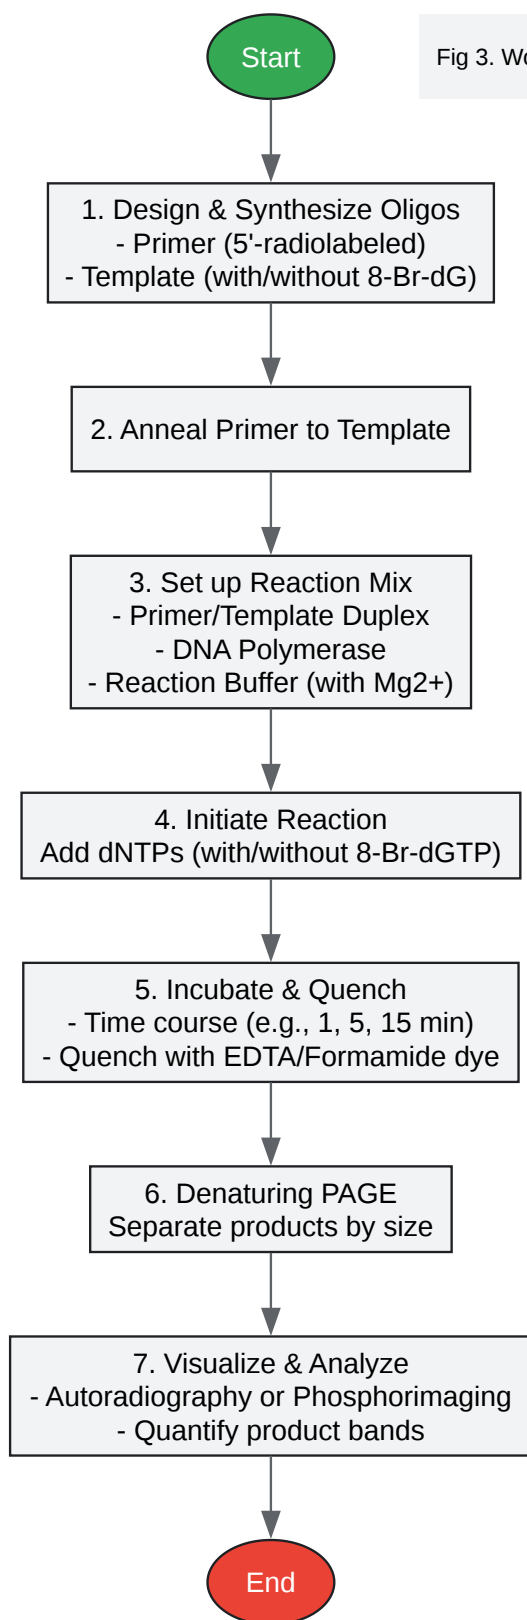 Start
Fig 3. Wo
1. Design & Synthesize Oligos
- Primer (5'-radiolabeled)
- Template (with/without 8-Br-dG)
2. Anneal Primer to Template
3. Set up Reaction Mix
- Primer/Template Duplex
- DNA Polymerase
- Reaction Buffer (with Mg2+)
4. Initiate Reaction
Add dNTPs (with/without 8-Br-dGTP)
5. Incubate & Quench
- Time course (e.g., 1, 5, 15 min)
- Quench with EDTA/Formamide dye
6. Denaturing PAGE
Separate products by size
7. Visualize & Analyze
- Autoradiography or Phosphorimaging
- Quantify product bands
End